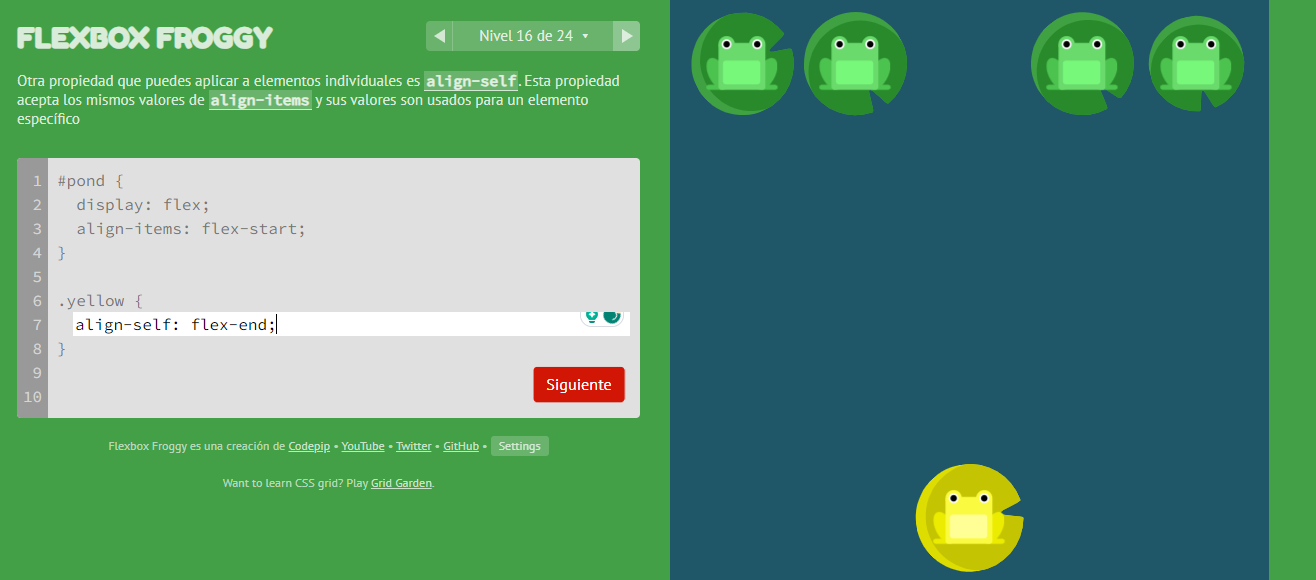 FLEXBOX FROGGY
Nivel 16 de 24
Otra propiedad que puedes aplicar a elementos individuales es align-self. Esta propiedad
acepta los mismos valores de align-items y sus valores son usados para un elemento
específico
1 #pond {
2   display: flex;
3   align-items: flex-start;
4 }
5
6 .yellow {
7   align-self: flex-end;
8 }
9
10
Siguiente
Flexbox Froggy es una creación de Codepip • YouTube • Twitter • GitHub • Settings
Want to learn CSS grid? Play Grid Garden.